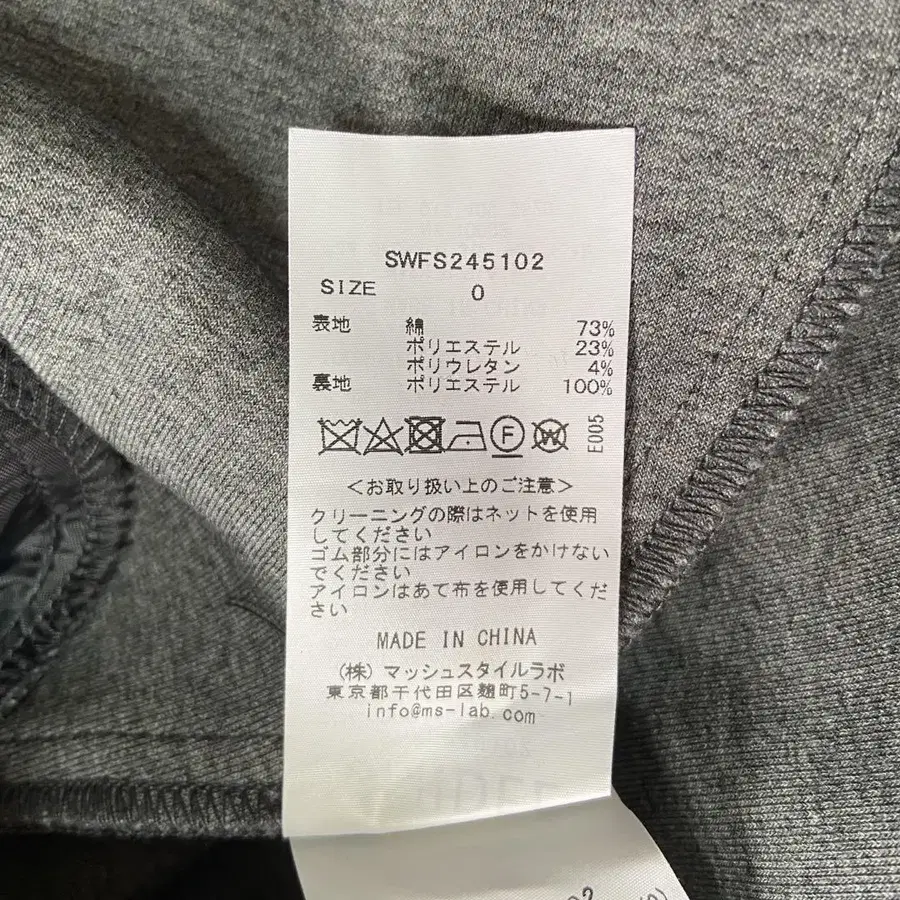 SWFS245102
SIZE 0
表地 綿 73%
ポリエステル 23%
ポリウレタン 4%
裏地 ポリエステル 100%
F W E005
<お取り扱い上のご注意>
クリーニングの際はネットを使用
してください
ゴム部分にはアイロンをかけない
でください
アイロンはあて布を使用してくだ
さい
MADE IN CHINA
(株) マッシュスタイルラボ
東京都千代田区麹町5-7-1
info@ms-lab.com